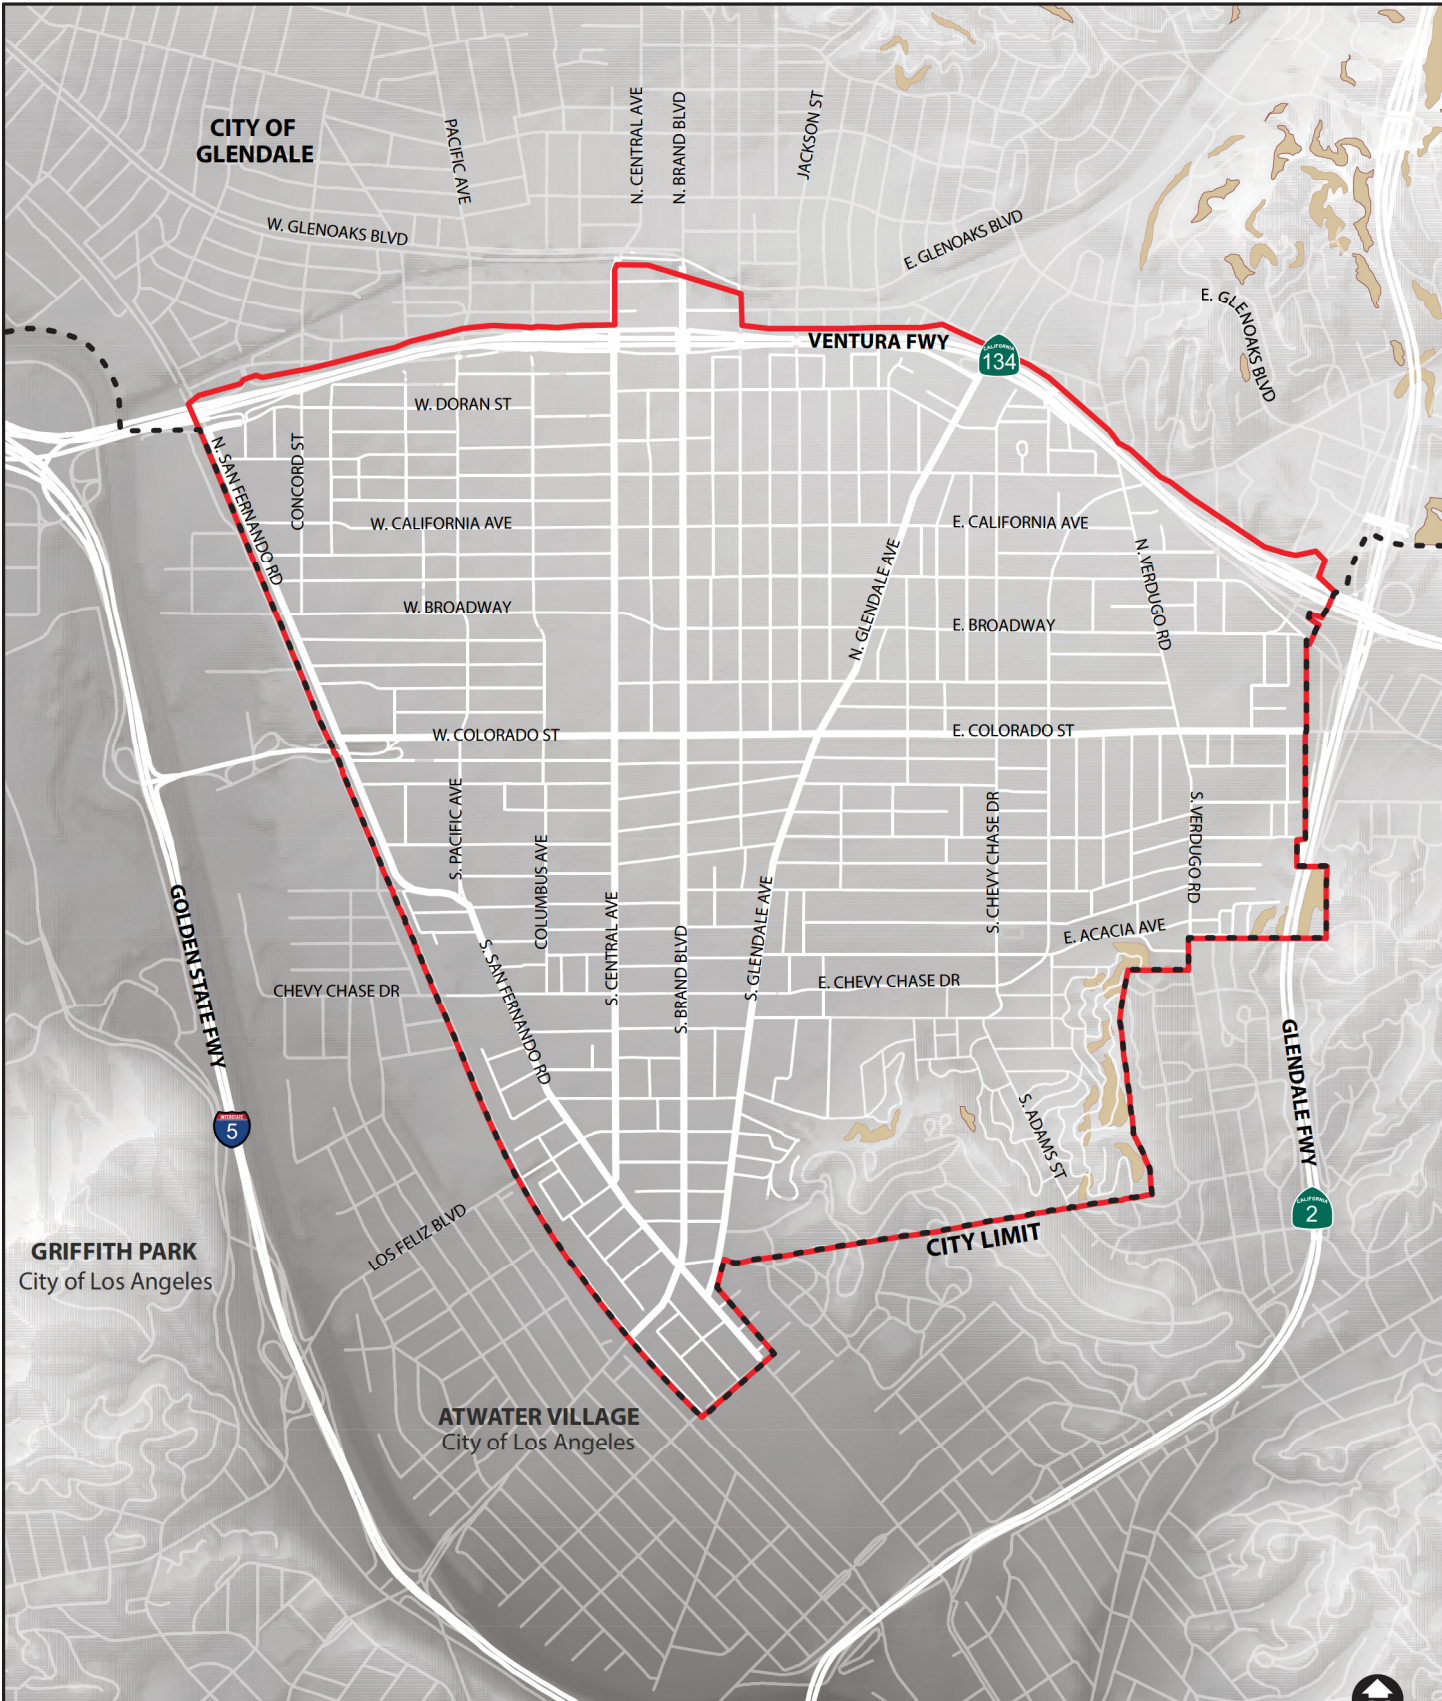 CITY OF
GLENDALE
PACIFIC AVE
N. CENTRAL AVE
N. BRAND BLVD
JACKSON ST
W. GLENOAKS BLVD
E. GLENOAKS BLVD
E. GLENOAKS BLVD
VENTURA FWY
CALIFORNIA
134
W. DORAN ST
N. SAN FERNANDO RD
CONCORD ST
W. CALIFORNIA AVE
E. CALIFORNIA AVE
N. GLENDALE AVE
N. VERDUGO RD
W. BROADWAY
E. BROADWAY
W. COLORADO ST
E. COLORADO ST
S. PACIFIC AVE
COLUMBUS AVE
S. CHEVY CHASE DR
S. VERDUGO RD
GOLDEN STATE FWY
S. CENTRAL AVE
S. BRAND BLVD
S. GLENDALE AVE
E. ACACIA AVE
S. SAN FERNANDO RD
CHEVY CHASE DR
E. CHEVY CHASE DR
GLENDALE FWY
INTERSTATE
5
S. ADAMS ST
CALIFORNIA
2
LOS FELIZ BLVD
CITY LIMIT
GRIFFITH PARK
City of Los Angeles
ATWATER VILLAGE
City of Los Angeles